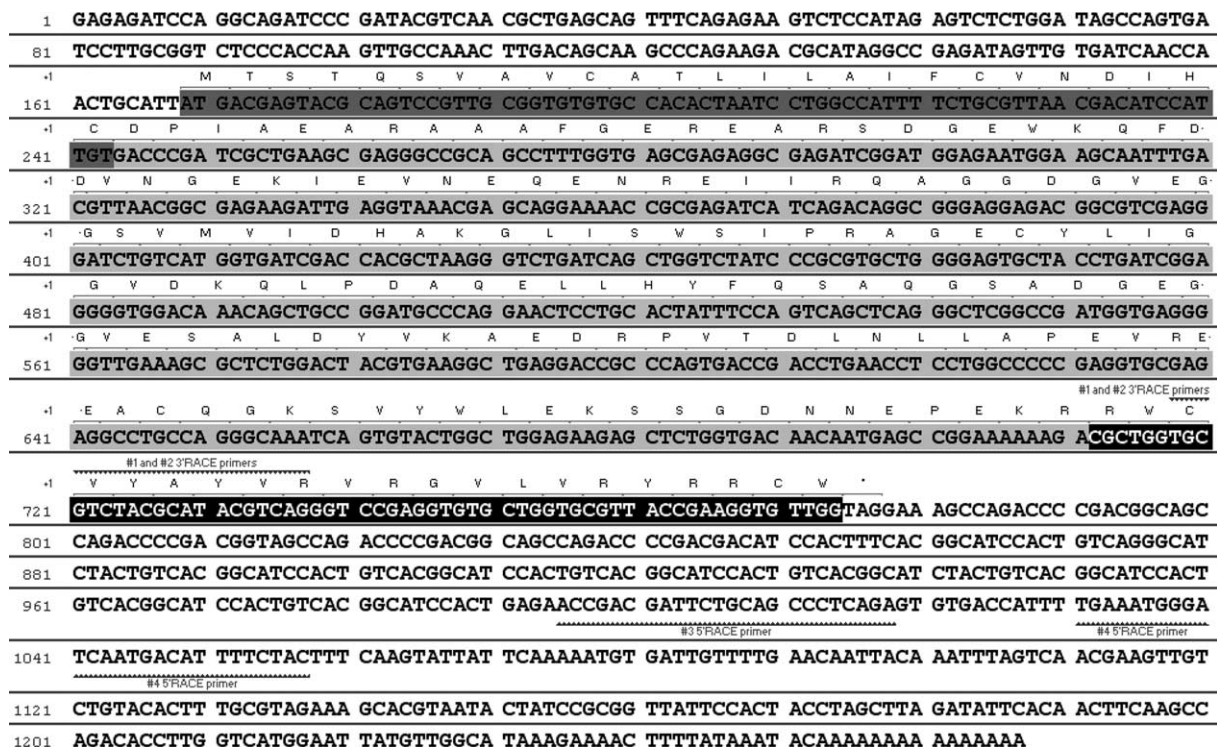 1 GAGAGATCCA GGCAGATCCC GATACGTCAA CGCTGAGCAG TTTCAGAGAA GTCTCCATAG AGTCTCTGGA TAGCCAGTGA
81 TCCTTGCGGT CTCCCACCAA GTTGCCAAAC TTGACAGCAA GCCCAGAAGA CGCATAGGCC GAGATAGTTG TGATCAACCA
+1 M T S T Q S V A V C A T L I L A I F C V N D I H
161 ACTGCATTAT GACGAGTACG CAGTCCGTTG CGGTGTGTGC CACACTAATC CTGGCCATTT TCTGCGTTAA CGACATCCAT
+1 C D P I A E A R A A A F G E R E A R S D G E W K Q F D·
241 TGTGACCCGA TCGCTGAAGC GAGGGCCGCA GCCTTTGGTG AGCGAGAGGC GAGATCGGAT GGAGAATGGA AGCAATTTGA
+1 ·D V N G E K I E V N E Q E N R E I I R Q A G G D G V E G·
321 CGTTAACGGC GAGAAGATTG AGGTAAACGA GCAGGAAAAC CGCGAGATCA TCAGACAGGC GGGAGGAGAC GGCGTCGAGG
+1 ·G S V M V I D H A K G L I S W S I P R A G E C Y L I G
401 GATCTGTCAT GGTGATCGAC CACGCTAAGG GTCTGATCAG CTGGTCTATC CCGCGTGCTG GGGAGTGCTA CCTGATCGGA
+1 G V D K Q L P D A Q E L L H Y F Q S A Q G S A D G E G·
481 GGGGTGGACA AACAGCTGCC GGATGCCCAG GAACTCCTGC ACTATTTCCA GTCAGCTCAG GGCTCGGCCG ATGGTGAGGG
+1 ·G V E S A L D Y V K A E D R P V T D L N L L A P E V R E·
561 GGTTGAAAGC GCTCTGGACT ACGTGAAGGC TGAGGACCGC CCAGTGACCG ACCTGAACCT CCTGGCCCCC GAGGTGCGAG
#1 and #2 3'RACE primers
+1 ·E A C Q G K S V Y W L E K S S G D N N E P E K R R W C
641 AGGCCTGCCA GGGCAAATCA GTGTACTGGC TGGAGAAGAG CTCTGGTGAC AACAATGAGC CGGAAAAAAG ACGCTGGTGC
#1 and #2 3'RACE primers
+1 V Y A Y V R V R G V L V R Y R R C W *
721 GTCTACGCAT ACGTCAGGGT CCGAGGTGTG CTGGTGCGTT ACCGAAGGTG TTGGTAGGAA AGCCAGACCC CGACGGCAGC
801 CAGACCCCGA CGGTAGCCAG ACCCCGACGG CAGCCAGACC CCGACGACAT CCACTTTCAC GGCATCCACT GTCAGGGCAT
881 CTACTGTCAC GGCATCCACT GTCACGGCAT CCACTGTCAC GGCATCCACT GTCACGGCAT CTACTGTCAC GGCATCCACT
961 GTCACGGCAT CCACTGTCAC GGCATCCACT GAGAACCGAC GATTCTGCAG CCCTCAGAGT GTGACCATTT TGAAATGGGA
#3 5'RACE primer #4 5'RACE primer
1041 TCAATGACAT TTTCTACTTT CAAGTATTAT TCAAAAATGT GATTGTTTTG AACAATTACA AATTTAGTCA ACGAAGTTGT
#4 5'RACE primer
1121 CTGTACACTT TGCGTAGAAA GCACGTAATA CTATCCGCGG TTATTCCACT ACCTAGCTTA GATATTCACA ACTTCAAGCC
1201 AGACACCTTG GTCATGGAAT TATGTTGGCA TAAAGAAAAC TTTTATAAAT ACAAAAAAAA AAAAAAA